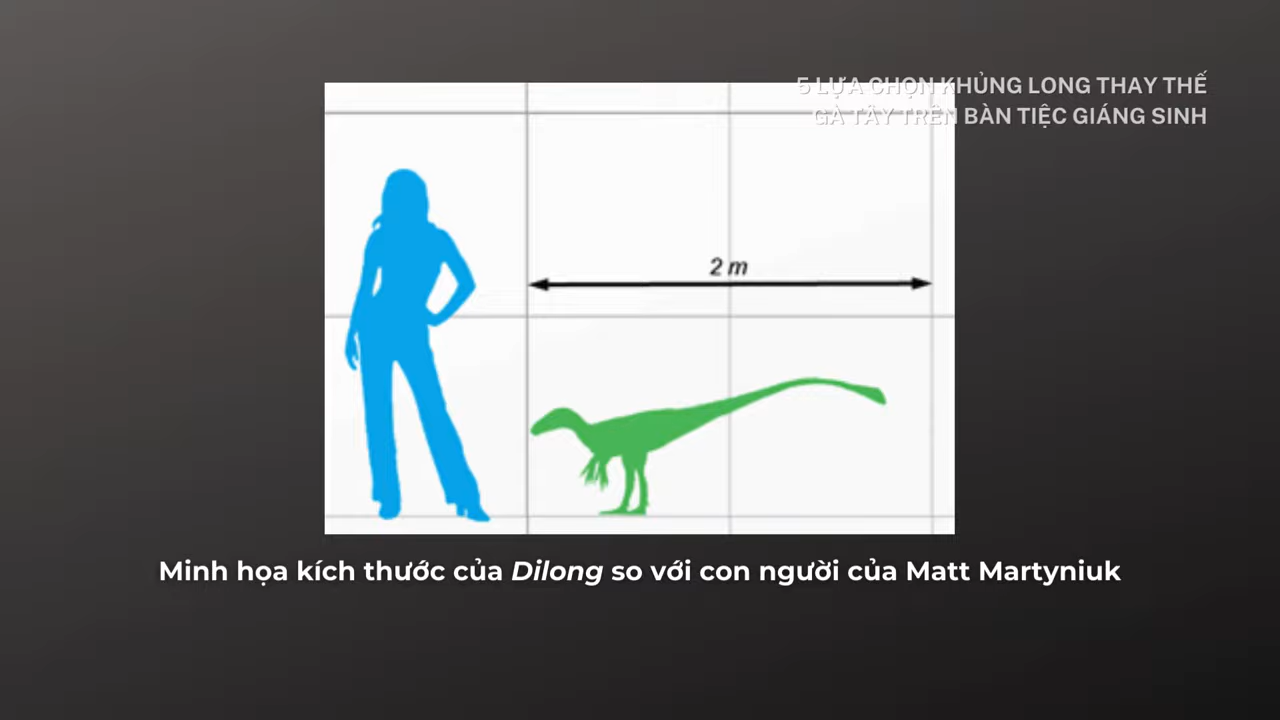 5 LỰA CHỌN KHỦNG LONG THAY THẾ
GÀ TÂY TRÊN BÀN TIỆC GIÁNG SINH
2 m
Minh họa kích thước của Dilong so với con người của Matt Martyniuk